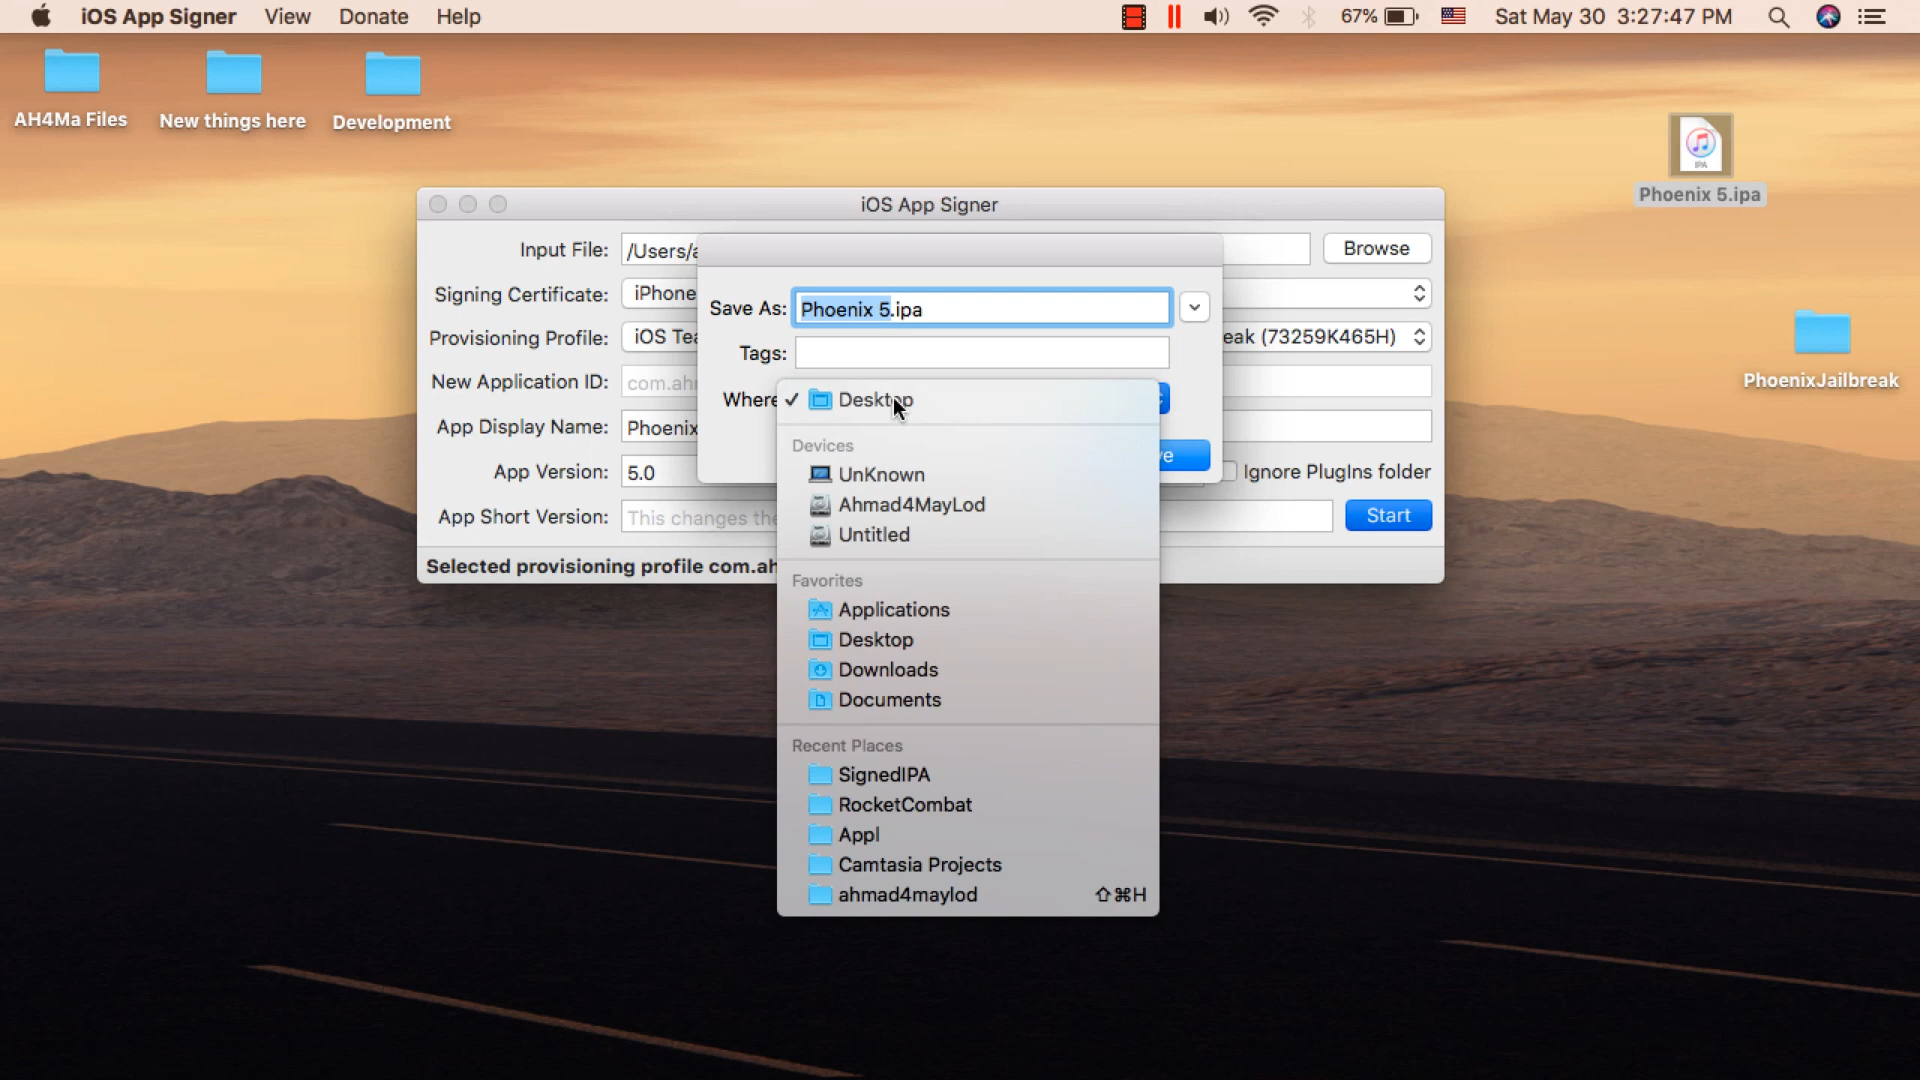 iOS App Signer View Donate Help 67% Sat May 30 3:27:47 PM
AH4Ma Files New things here Development
IPA
Phoenix 5.ipa
PhoenixJailbreak
iOS App Signer
Input File: /Users/a Browse
Signing Certificate: iPhone
Provisioning Profile: iOS Tea eak (73259K465H)
New Application ID: com.ahr
App Display Name: Phoenix
App Version: 5.0 Ignore PlugIns folder
App Short Version: This changes the Start
Selected provisioning profile com.ah
Save As: Phoenix 5.ipa
Tags:
Where ✓ Desktop
ve
Devices
UnKnown
Ahmad4MayLod
Untitled
Favorites
Applications
Desktop
Downloads
Documents
Recent Places
SignedIPA
RocketCombat
Appl
Camtasia Projects
ahmad4maylod ⇧⌘H